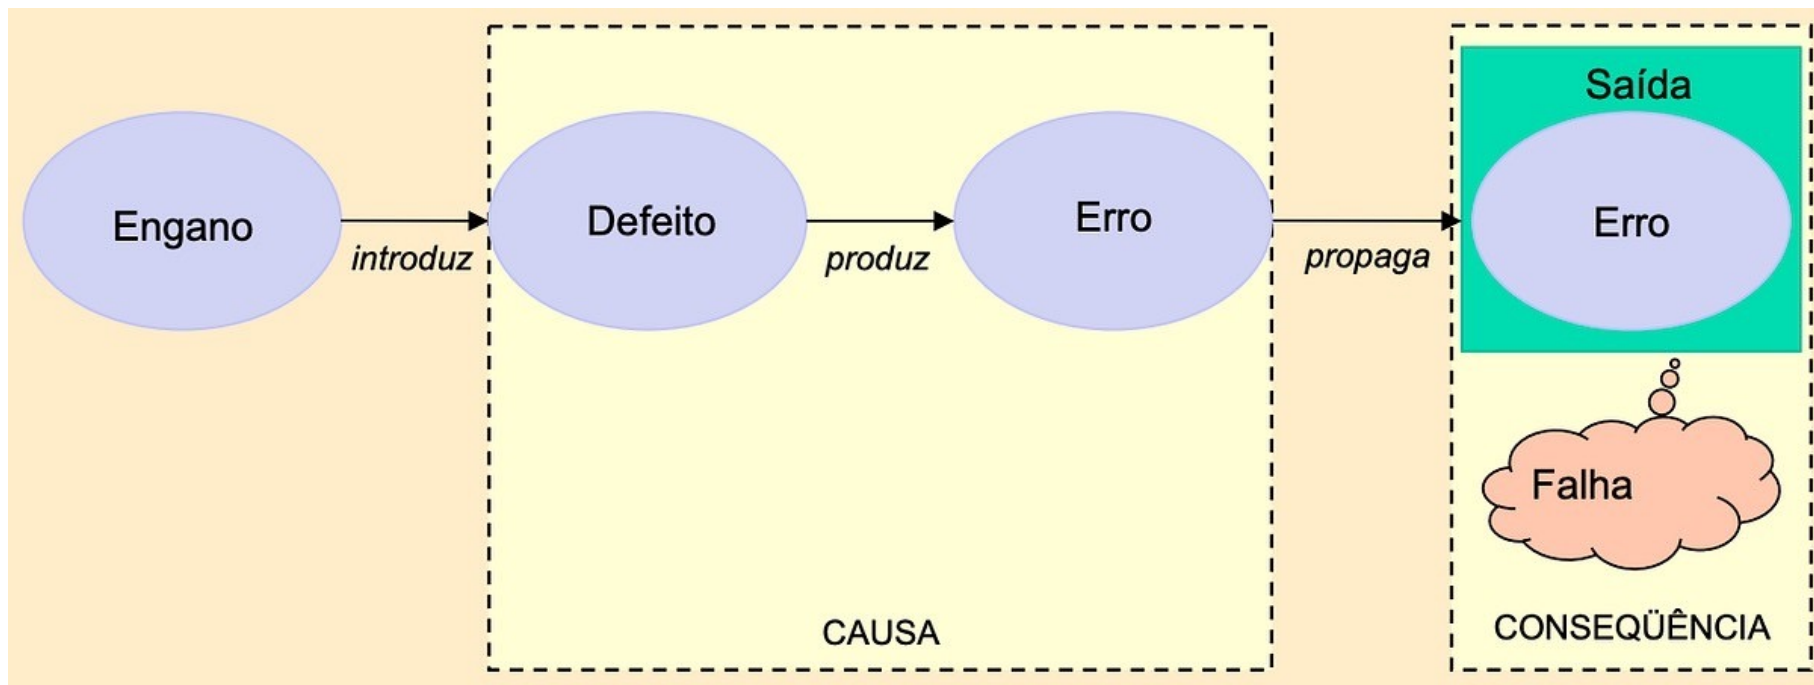 Engano
introduz
Defeito
produz
Erro
propaga
Saída
Erro
Falha
CAUSA
CONSEQÜÊNCIA